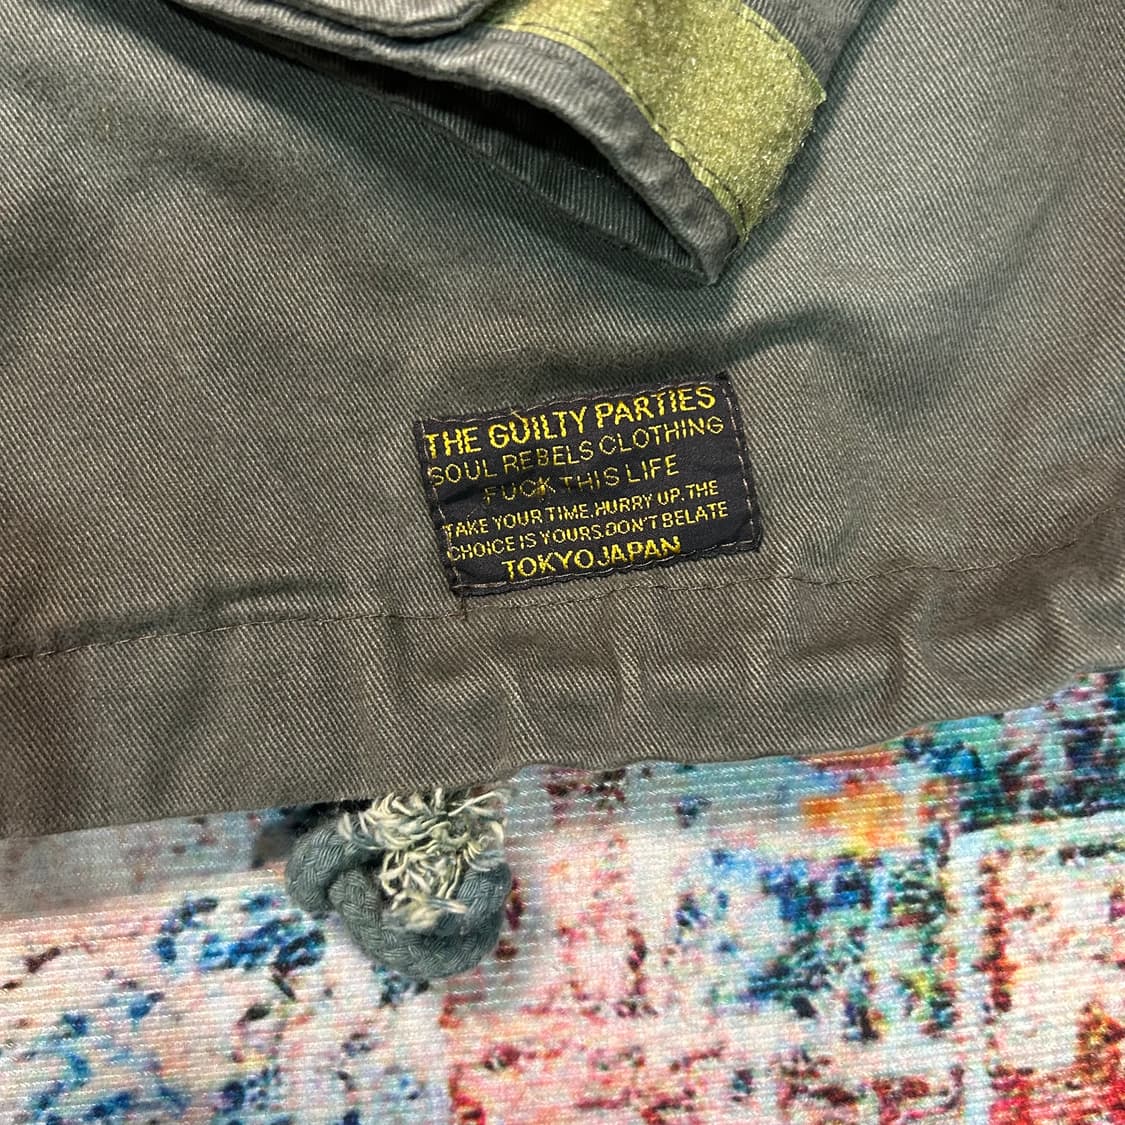 THE GUILTY PARTIES
SOUL REBELS CLOTHING
FUCK THIS LIFE
TAKE YOUR TIME.HURRY UP.THE
CHOICE IS YOURS.DON'T BELATE
TOKYO JAPAN